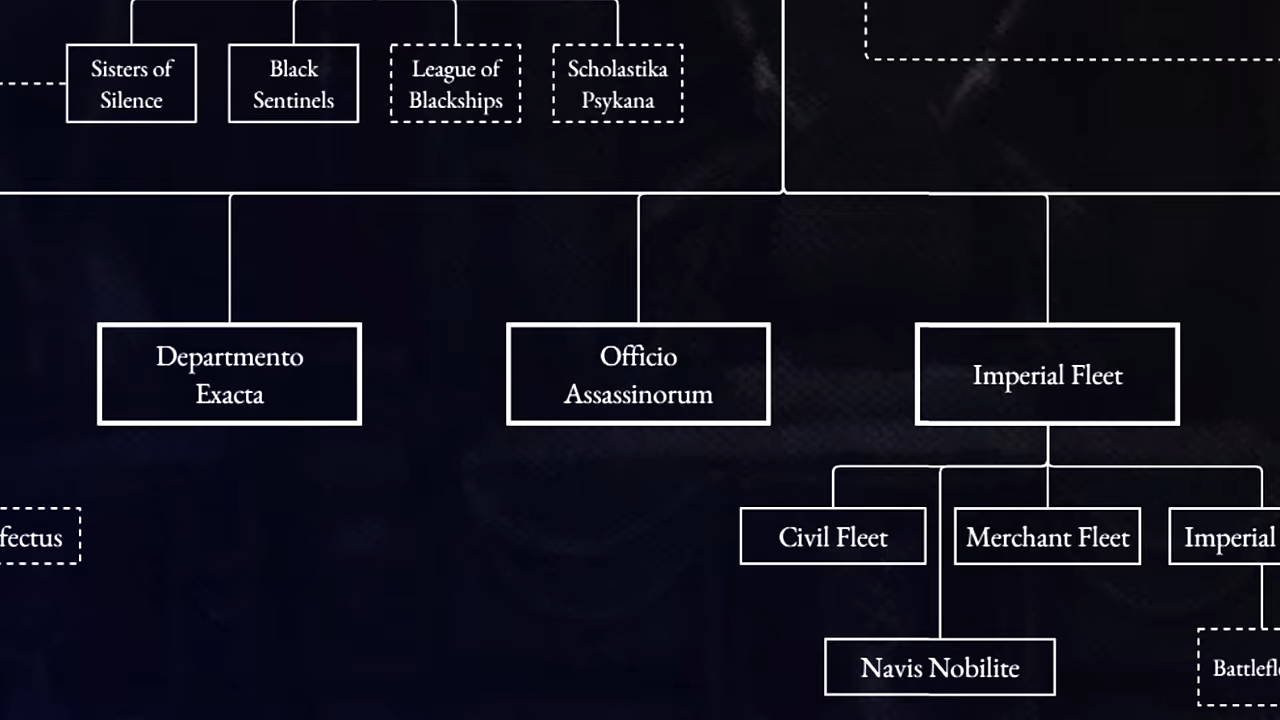 Sisters of
Silence
Black
Sentinels
League of
Blackships
Scholastika
Psykana
Departmento
Exacta
Officio
Assassinorum
Imperial Fleet
fectus
Civil Fleet
Merchant Fleet
Imperial
Navis Nobilite
Battlefl